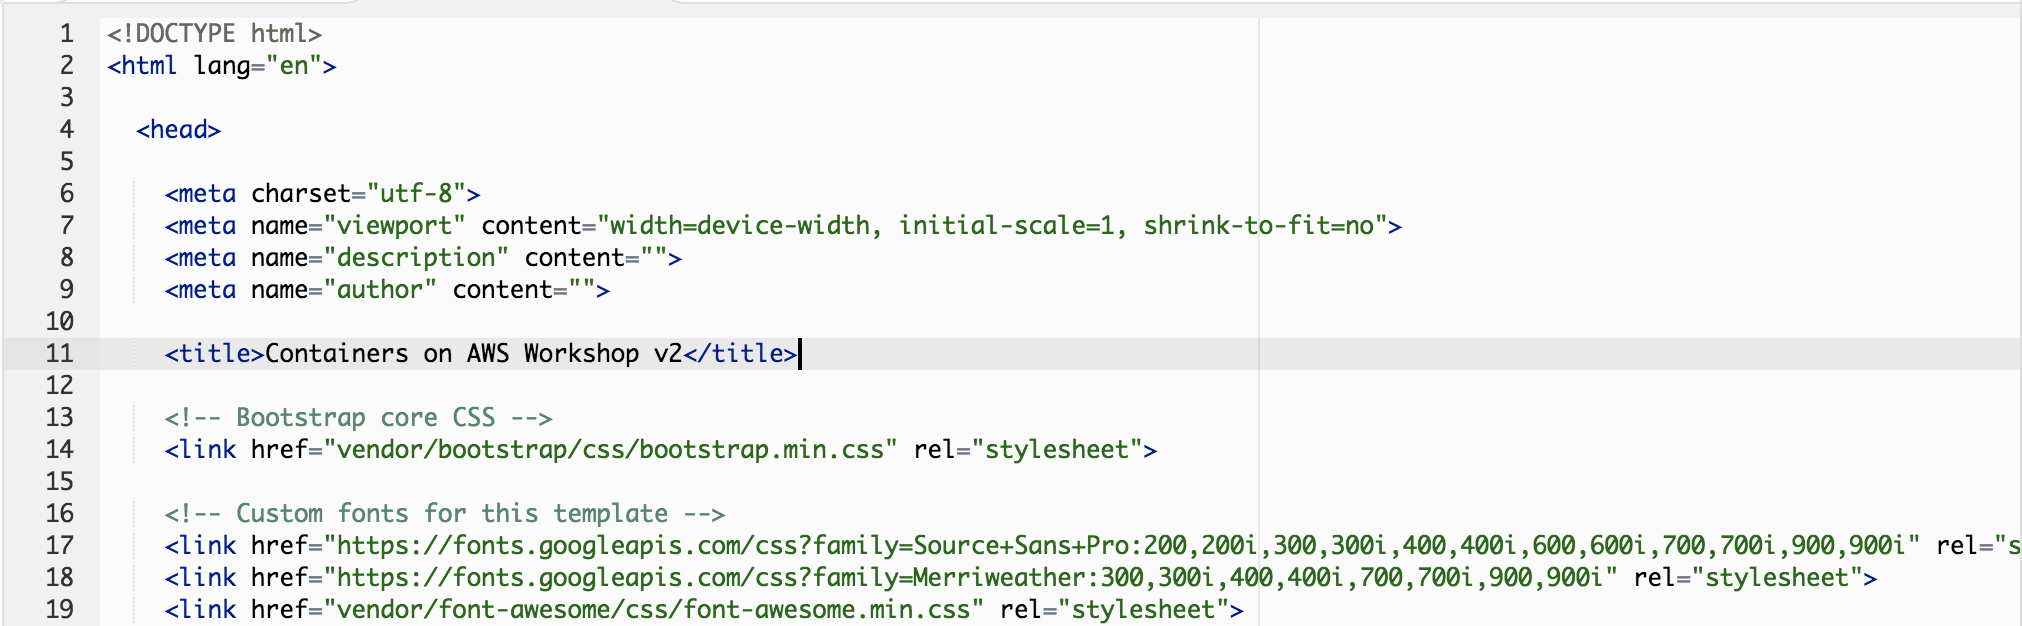 1 <!DOCTYPE html>
2 <html lang="en">
3
4 <head>
5
6 <meta charset="utf-8">
7 <meta name="viewport" content="width=device-width, initial-scale=1, shrink-to-fit=no">
8 <meta name="description" content="">
9 <meta name="author" content="">
10
11 <title>Containers on AWS Workshop v2</title>
12
13 <!-- Bootstrap core CSS -->
14 <link href="vendor/bootstrap/css/bootstrap.min.css" rel="stylesheet">
15
16 <!-- Custom fonts for this template -->
17 <link href="https://fonts.googleapis.com/css?family=Source+Sans+Pro:200,200i,300,300i,400,400i,600,600i,700,700i,900,900i" rel="s
18 <link href="https://fonts.googleapis.com/css?family=Merriweather:300,300i,400,400i,700,700i,900,900i" rel="stylesheet">
19 <link href="vendor/font-awesome/css/font-awesome.min.css" rel="stylesheet">